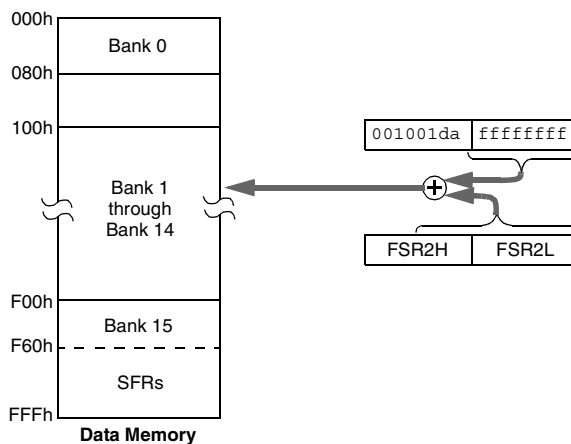 000h
Bank 0
080h
100h
001001da ffffffff
Bank 1
through
Bank 14
FSR2H FSR2L
F00h
Bank 15
F60h
SFRs
FFFh
Data Memory